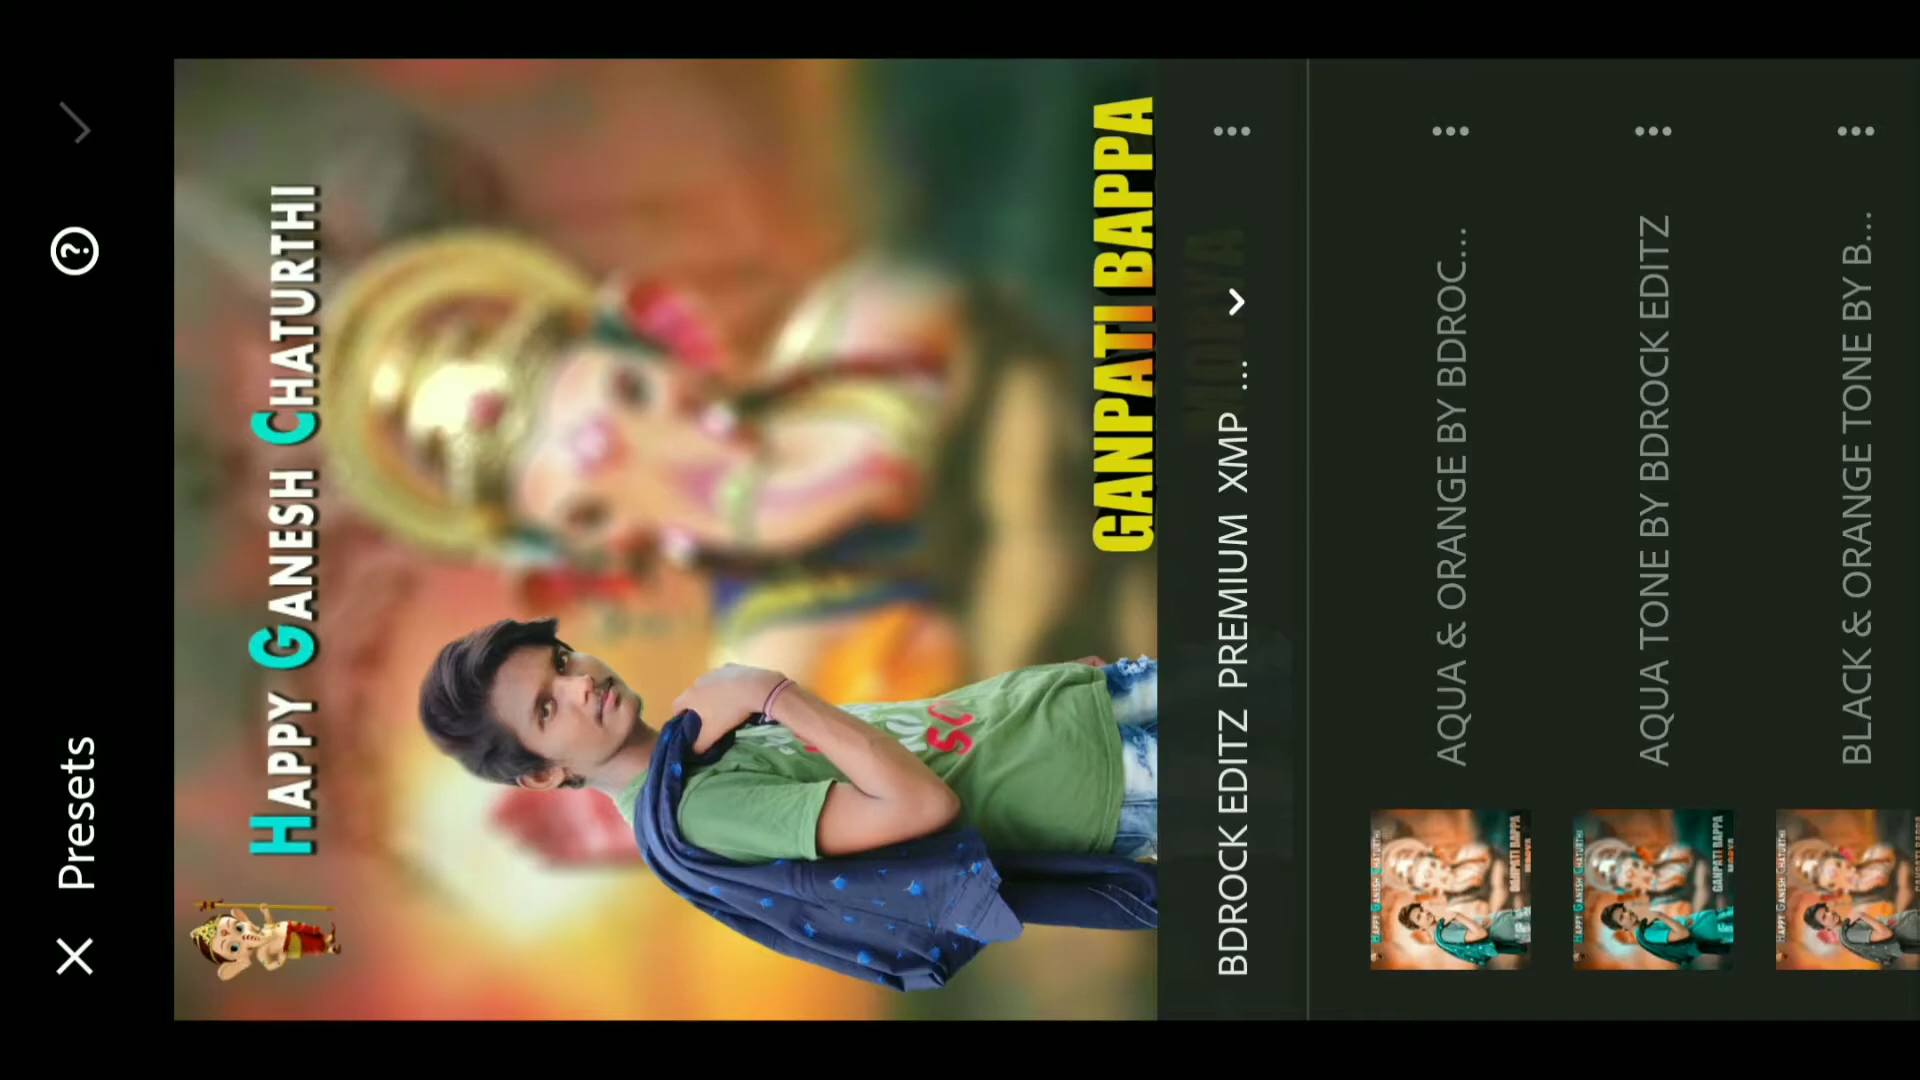 Presets
HAPPY GANESH CHATURTHI
GANPATI BAPPA
MORYA
BDROCK EDITZ PREMIUM XMP ...
AQUA & ORANGE BY BDROC...
AQUA TONE BY BDROCK EDITZ
BLACK & ORANGE TONE BY B...